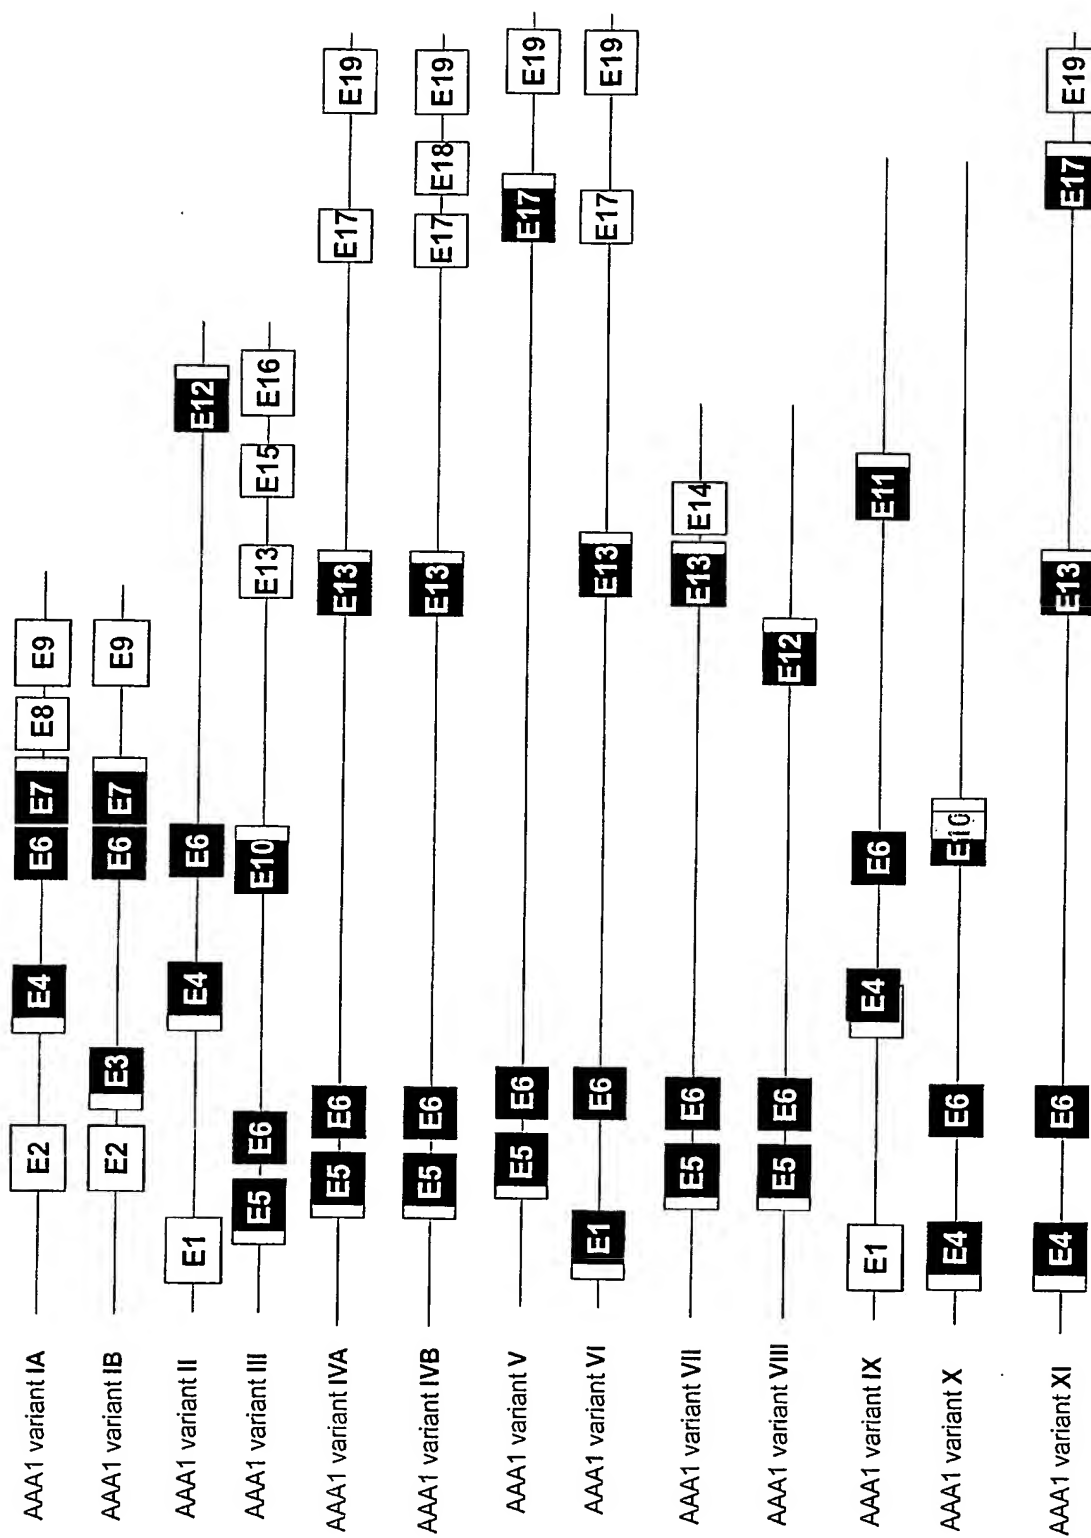 AAA1 variant IA E2 E4 E6 E7 E8 E9
AAA1 variant IB E2 E3 E6 E7 E9
AAA1 variant II E1 E4 E6 E12
AAA1 variant III E5 E6 E10 E13 E15 E16
AAA1 variant IVA E5 E6 E13 E17 E19
AAA1 variant IVB E5 E6 E13 E17 E18 E19
AAA1 variant V E5 E6 E17 E19
AAA1 variant VI E1 E6 E13 E17 E19
AAA1 variant VII E5 E6 E13 E14
AAA1 variant VIII E5 E6 E12
AAA1 variant IX E1 E4 E6 E11
AAA1 variant X E4 E6 E10
AAA1 variant XI E4 E6 E13 E17 E19